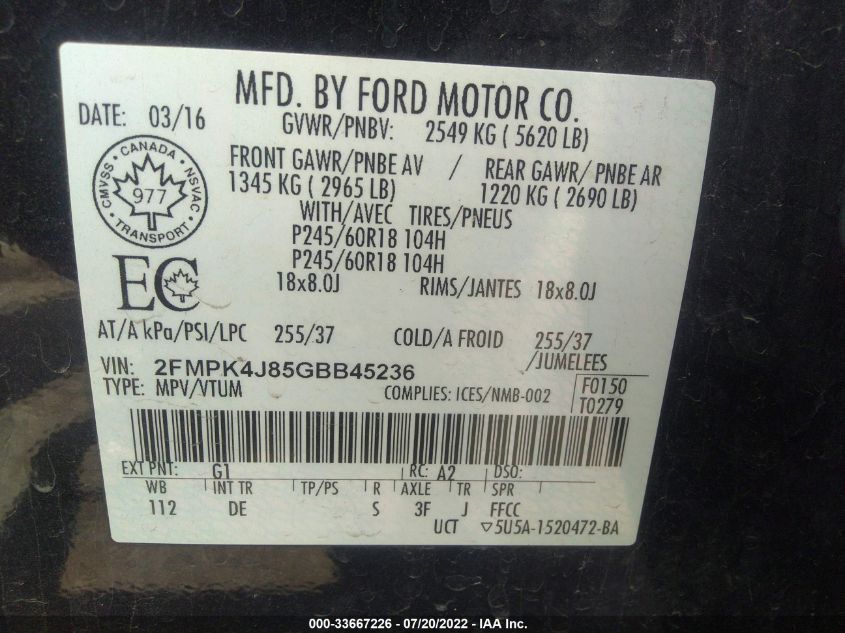 MFD. BY FORD MOTOR CO.
DATE: 03/16
GVWR/PNBV: 2549 KG ( 5620 LB)
FRONT GAWR/PNBE AV / REAR GAWR/ PNBE AR
1345 KG ( 2965 LB) 1220 KG ( 2690 LB)
WITH/AVEC TIRES/PNEUS
P245/60R18 104H
P245/60R18 104H
18x8.0J RIMS/JANTES 18x8.0J
CANADA
CMVSS 977 NSVAC
TRANSPORT
EC
AT/A kPa/PSI/LPC 255/37 COLD/A FROID 255/37
/JUMELEES
VIN: 2FMPK4J85GBB45236
TYPE: MPV/VTUM COMPLIES: ICES/NMB-002
F0150
T0279
EXT PNT: G1 RC: A2 DSO:
WB INT TR TP/PS R AXLE TR SPR
112 DE S 3F J FFCC
UCT 5U5A-1520472-BA
000-33667226 - 07/20/2022 - IAA Inc.